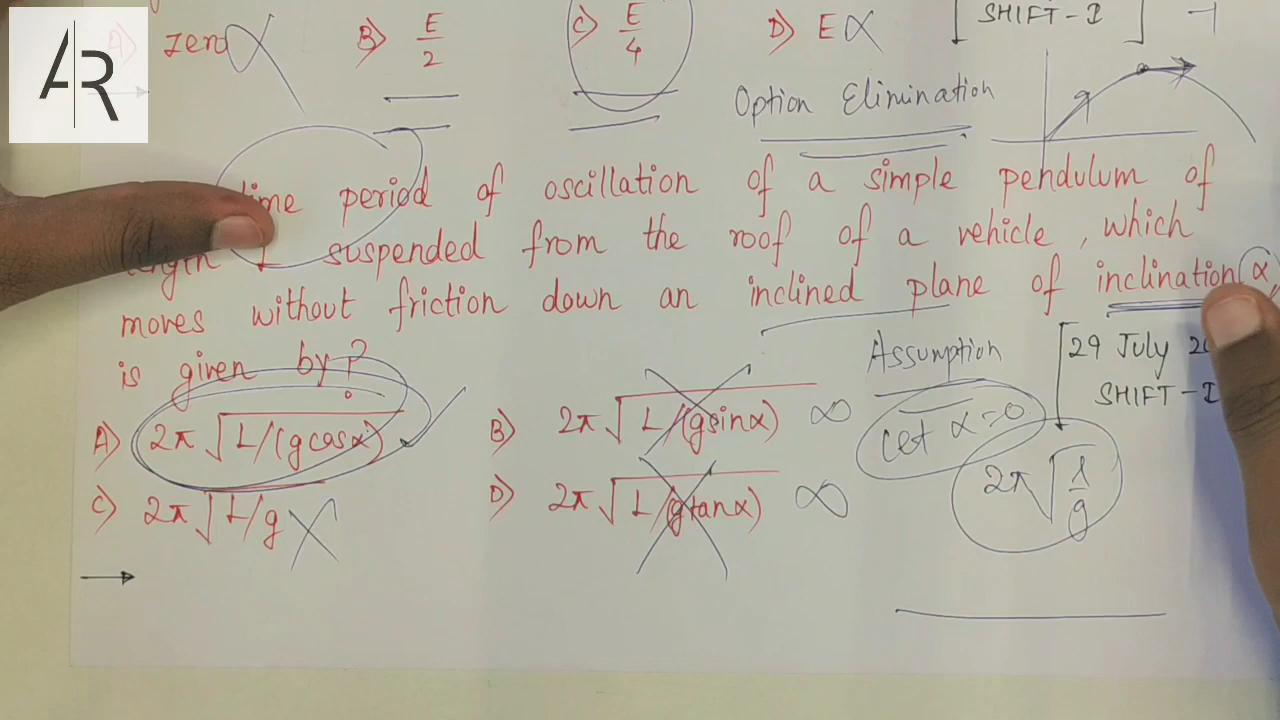 AR
zero B) E/2 C) E/4 D) E [SHIFT-I]
Option Elimination
time period of oscillation of a simple pendulum of
length L suspended from the roof of a vehicle, which
moves without friction down an inclined plane of inclination α,
is given by?
Assumption [29 July
SHIFT-I
A) 2π√L/(gcosα) B) 2π√L/(gsinα) ∞
Let α=0
C) 2π√L/g D) 2π√L/(gtanα) ∞ 2π√l/g